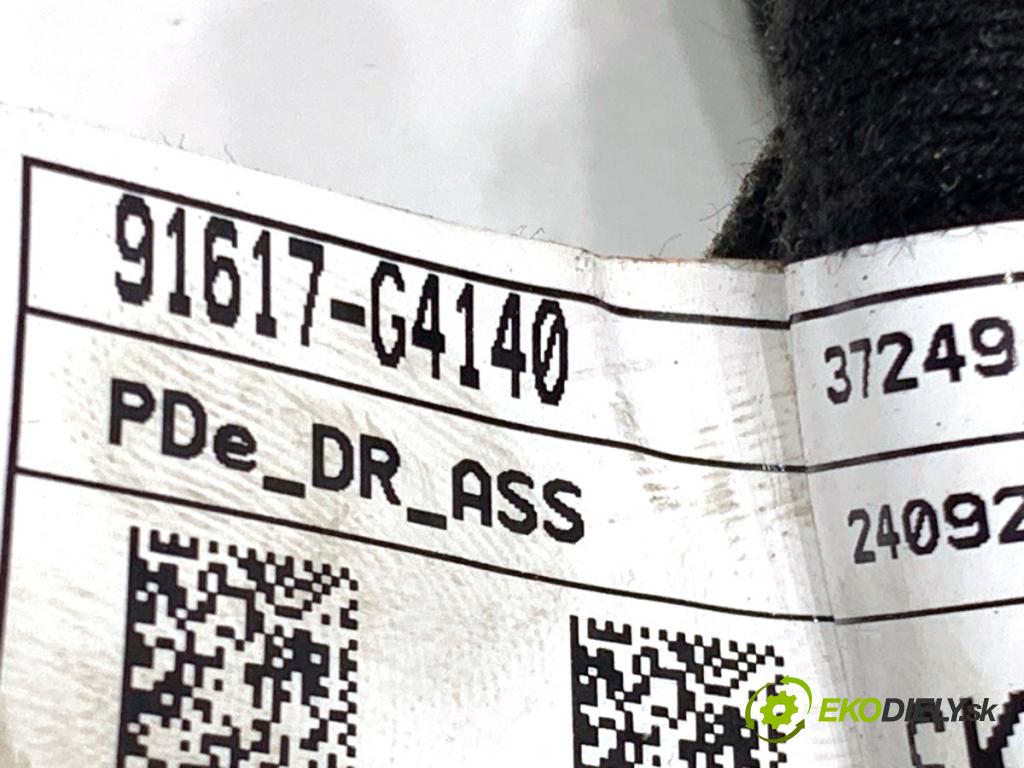 91617-G4140
37249
PDe_DR_ASS
24092
EKODIELY.sk